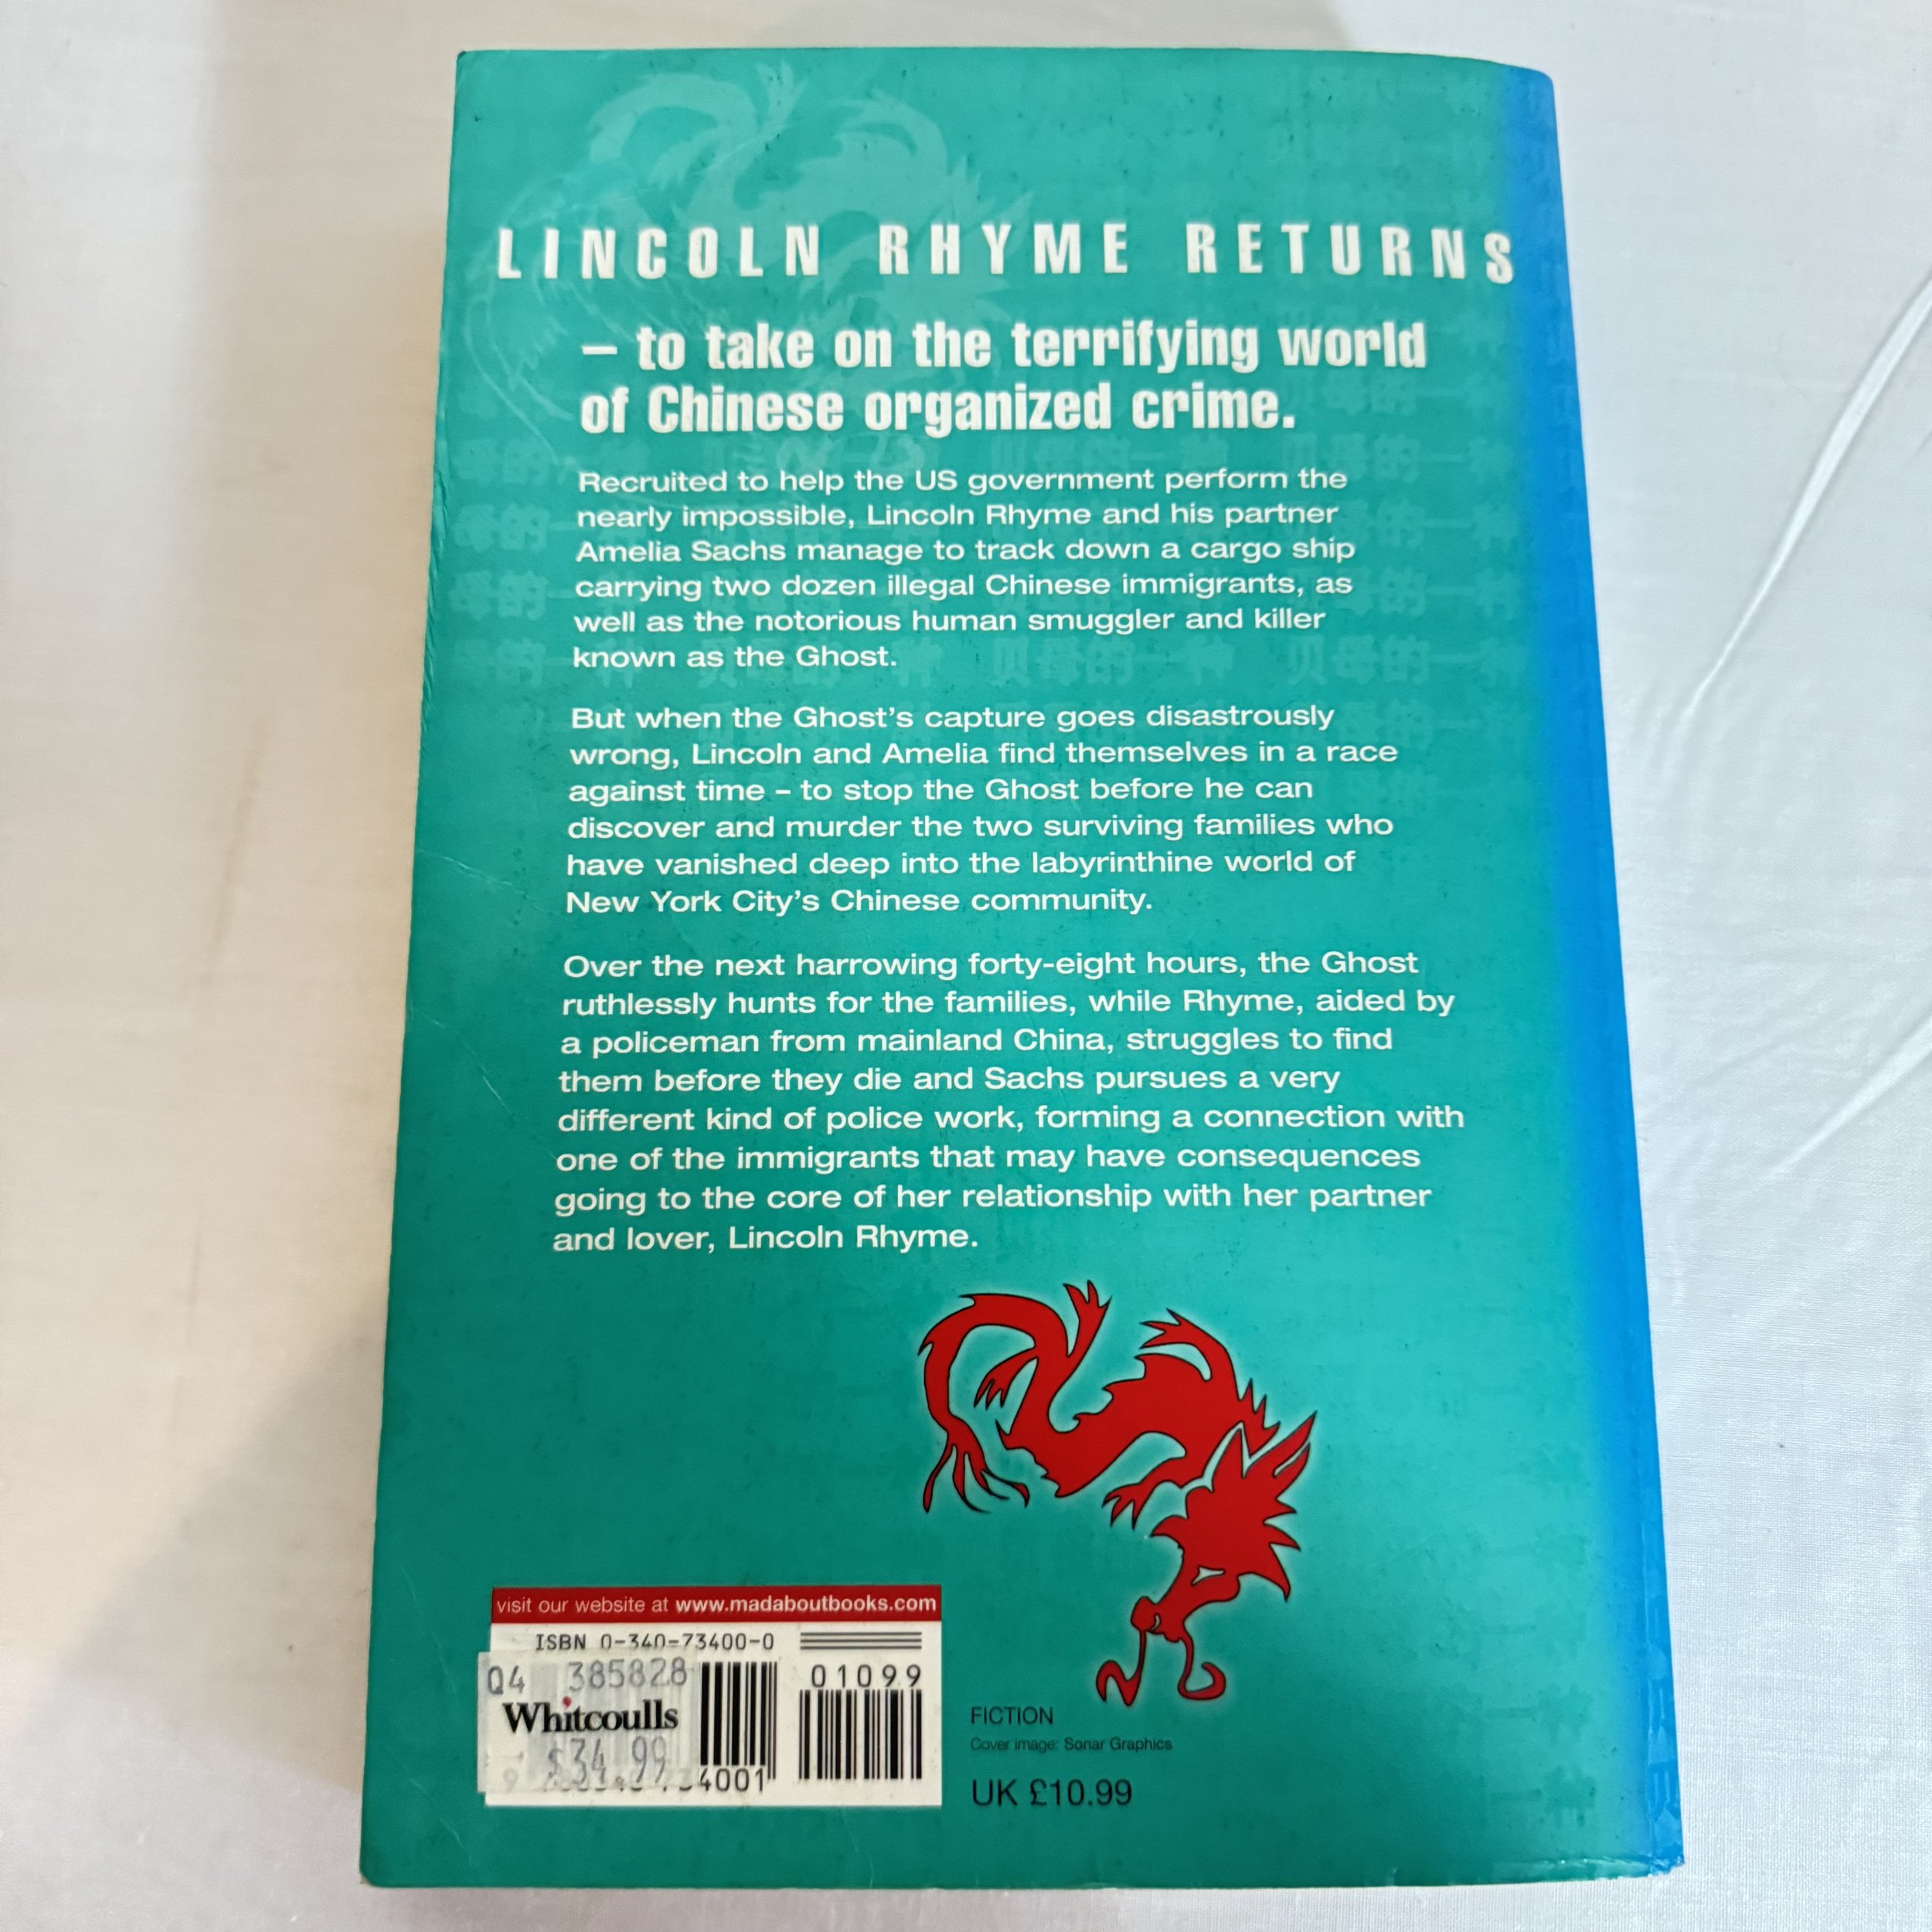 LINCOLN RHYME RETURNS
– to take on the terrifying world
of Chinese organized crime.
Recruited to help the US government perform the
nearly impossible, Lincoln Rhyme and his partner
Amelia Sachs manage to track down a cargo ship
carrying two dozen illegal Chinese immigrants, as
well as the notorious human smuggler and killer
known as the Ghost.
But when the Ghost's capture goes disastrously
wrong, Lincoln and Amelia find themselves in a race
against time – to stop the Ghost before he can
discover and murder the two surviving families who
have vanished deep into the labyrinthine world of
New York City's Chinese community.
Over the next harrowing forty-eight hours, the Ghost
ruthlessly hunts for the families, while Rhyme, aided by
a policeman from mainland China, struggles to find
them before they die and Sachs pursues a very
different kind of police work, forming a connection with
one of the immigrants that may have consequences
going to the core of her relationship with her partner
and lover, Lincoln Rhyme.
visit our website at www.madaboutbooks.com
ISBN 0-340-73400-0
Q4 385828
Whitcoulls
$34.99
01099
4001
FICTION
Cover image: Sonar Graphics
UK £10.99